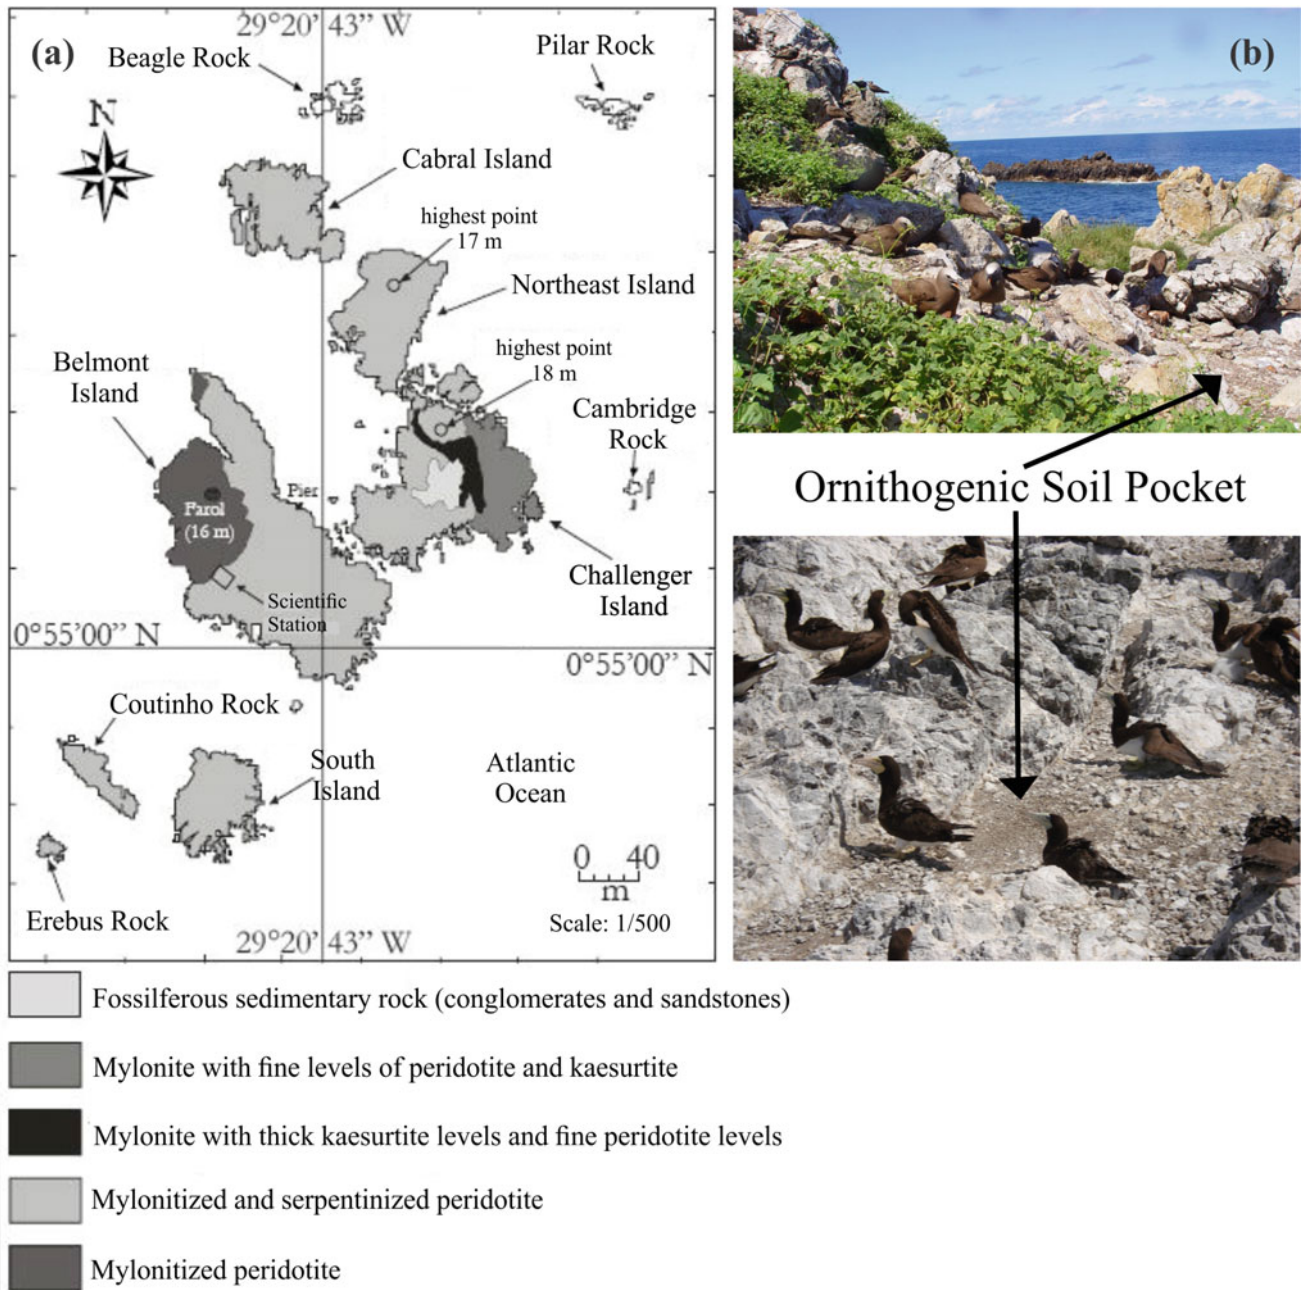 (a)
29° 20' 43” W
Beagle Rock
Pilar Rock
N
Cabral Island
highest point
17 m
Northeast Island
highest point
18 m
Belmont
Island
Cambridge
Rock
Pier
Farol
(16 m)
Challenger
Island
Scientific
Station
0°55’00” N
0°55’00” N
Coutinho Rock
South
Island
Atlantic
Ocean
0 40
m
Erebus Rock
Scale: 1/500
29° 20' 43” W
(b)
Ornithogenic Soil Pocket
Fossilferous sedimentary rock (conglomerates and sandstones)
Mylonite with fine levels of peridotite and kaesurtite
Mylonite with thick kaesurtite levels and fine peridotite levels
Mylonitized and serpentinized peridotite
Mylonitized peridotite